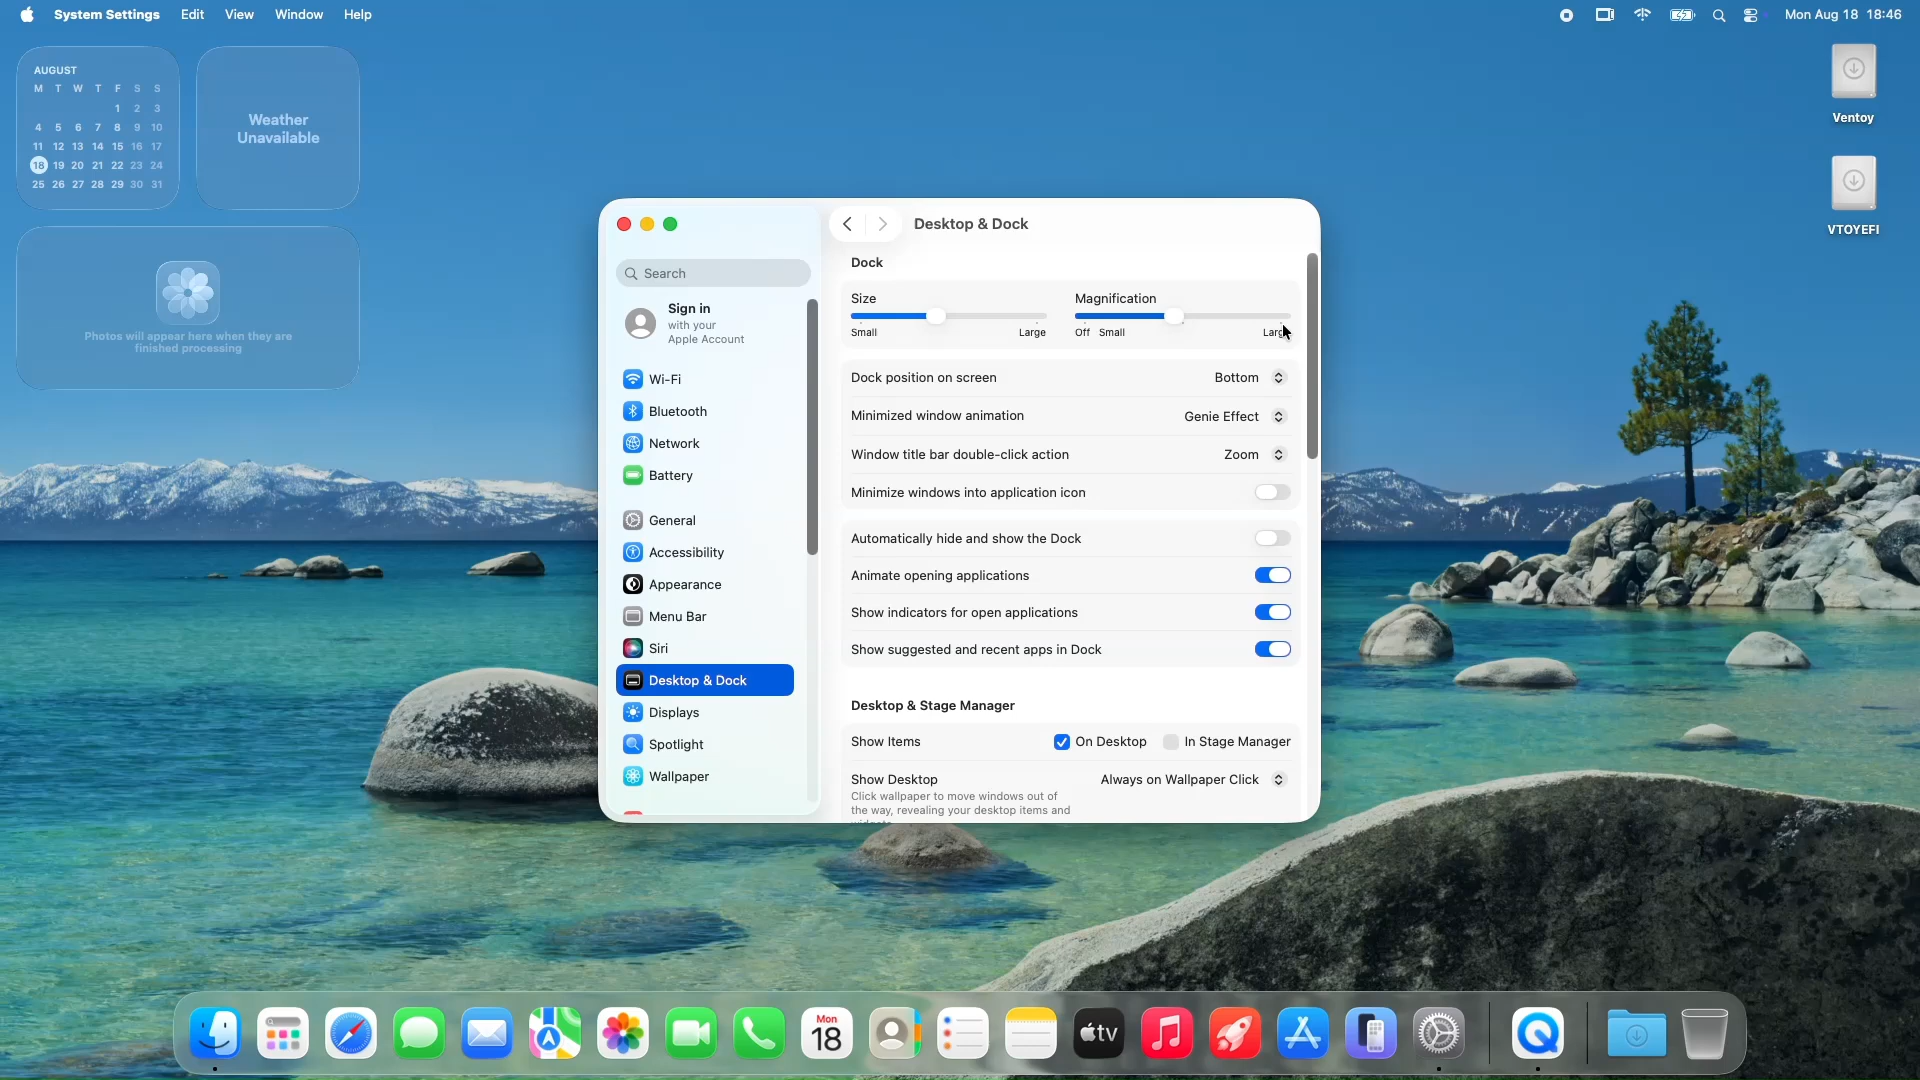 System Settings Edit View Window Help
Mon Aug 18 18:46
AUGUST
M T W T F S S
1 2 3
4 5 6 7 8 9 10
11 12 13 14 15 16 17
18 19 20 21 22 23 24
25 26 27 28 29 30 31
Weather
Unavailable
Photos will appear here when they are
finished processing
Ventoy
VTOYEFI
Search
Sign in
with your
Apple Account
Wi-Fi
Bluetooth
Network
Battery
General
Accessibility
Appearance
Menu Bar
Siri
Desktop & Dock
Displays
Spotlight
Wallpaper
Desktop & Dock
Dock
Size
Small Large
Magnification
Off Small Large
Dock position on screen Bottom
Minimized window animation Genie Effect
Window title bar double-click action Zoom
Minimize windows into application icon
Automatically hide and show the Dock
Animate opening applications
Show indicators for open applications
Show suggested and recent apps in Dock
Desktop & Stage Manager
Show Items On Desktop In Stage Manager
Show Desktop Always on Wallpaper Click
Click wallpaper to move windows out of
the way, revealing your desktop items and
Mon
18
tv